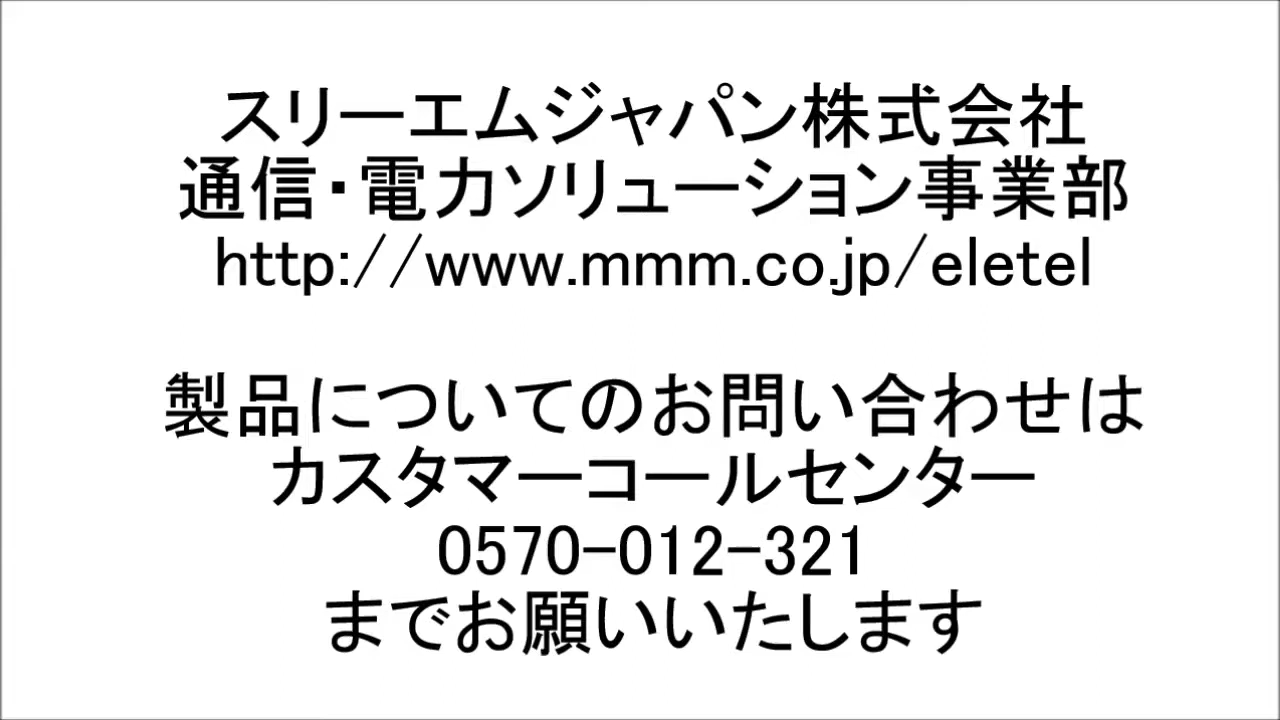 スリーエムジャパン株式会社
通信・電力ソリューション事業部
http://www.mmm.co.jp/eletel
製品についてのお問い合わせは
カスタマーコールセンター
0570-012-321
までお願いいたします